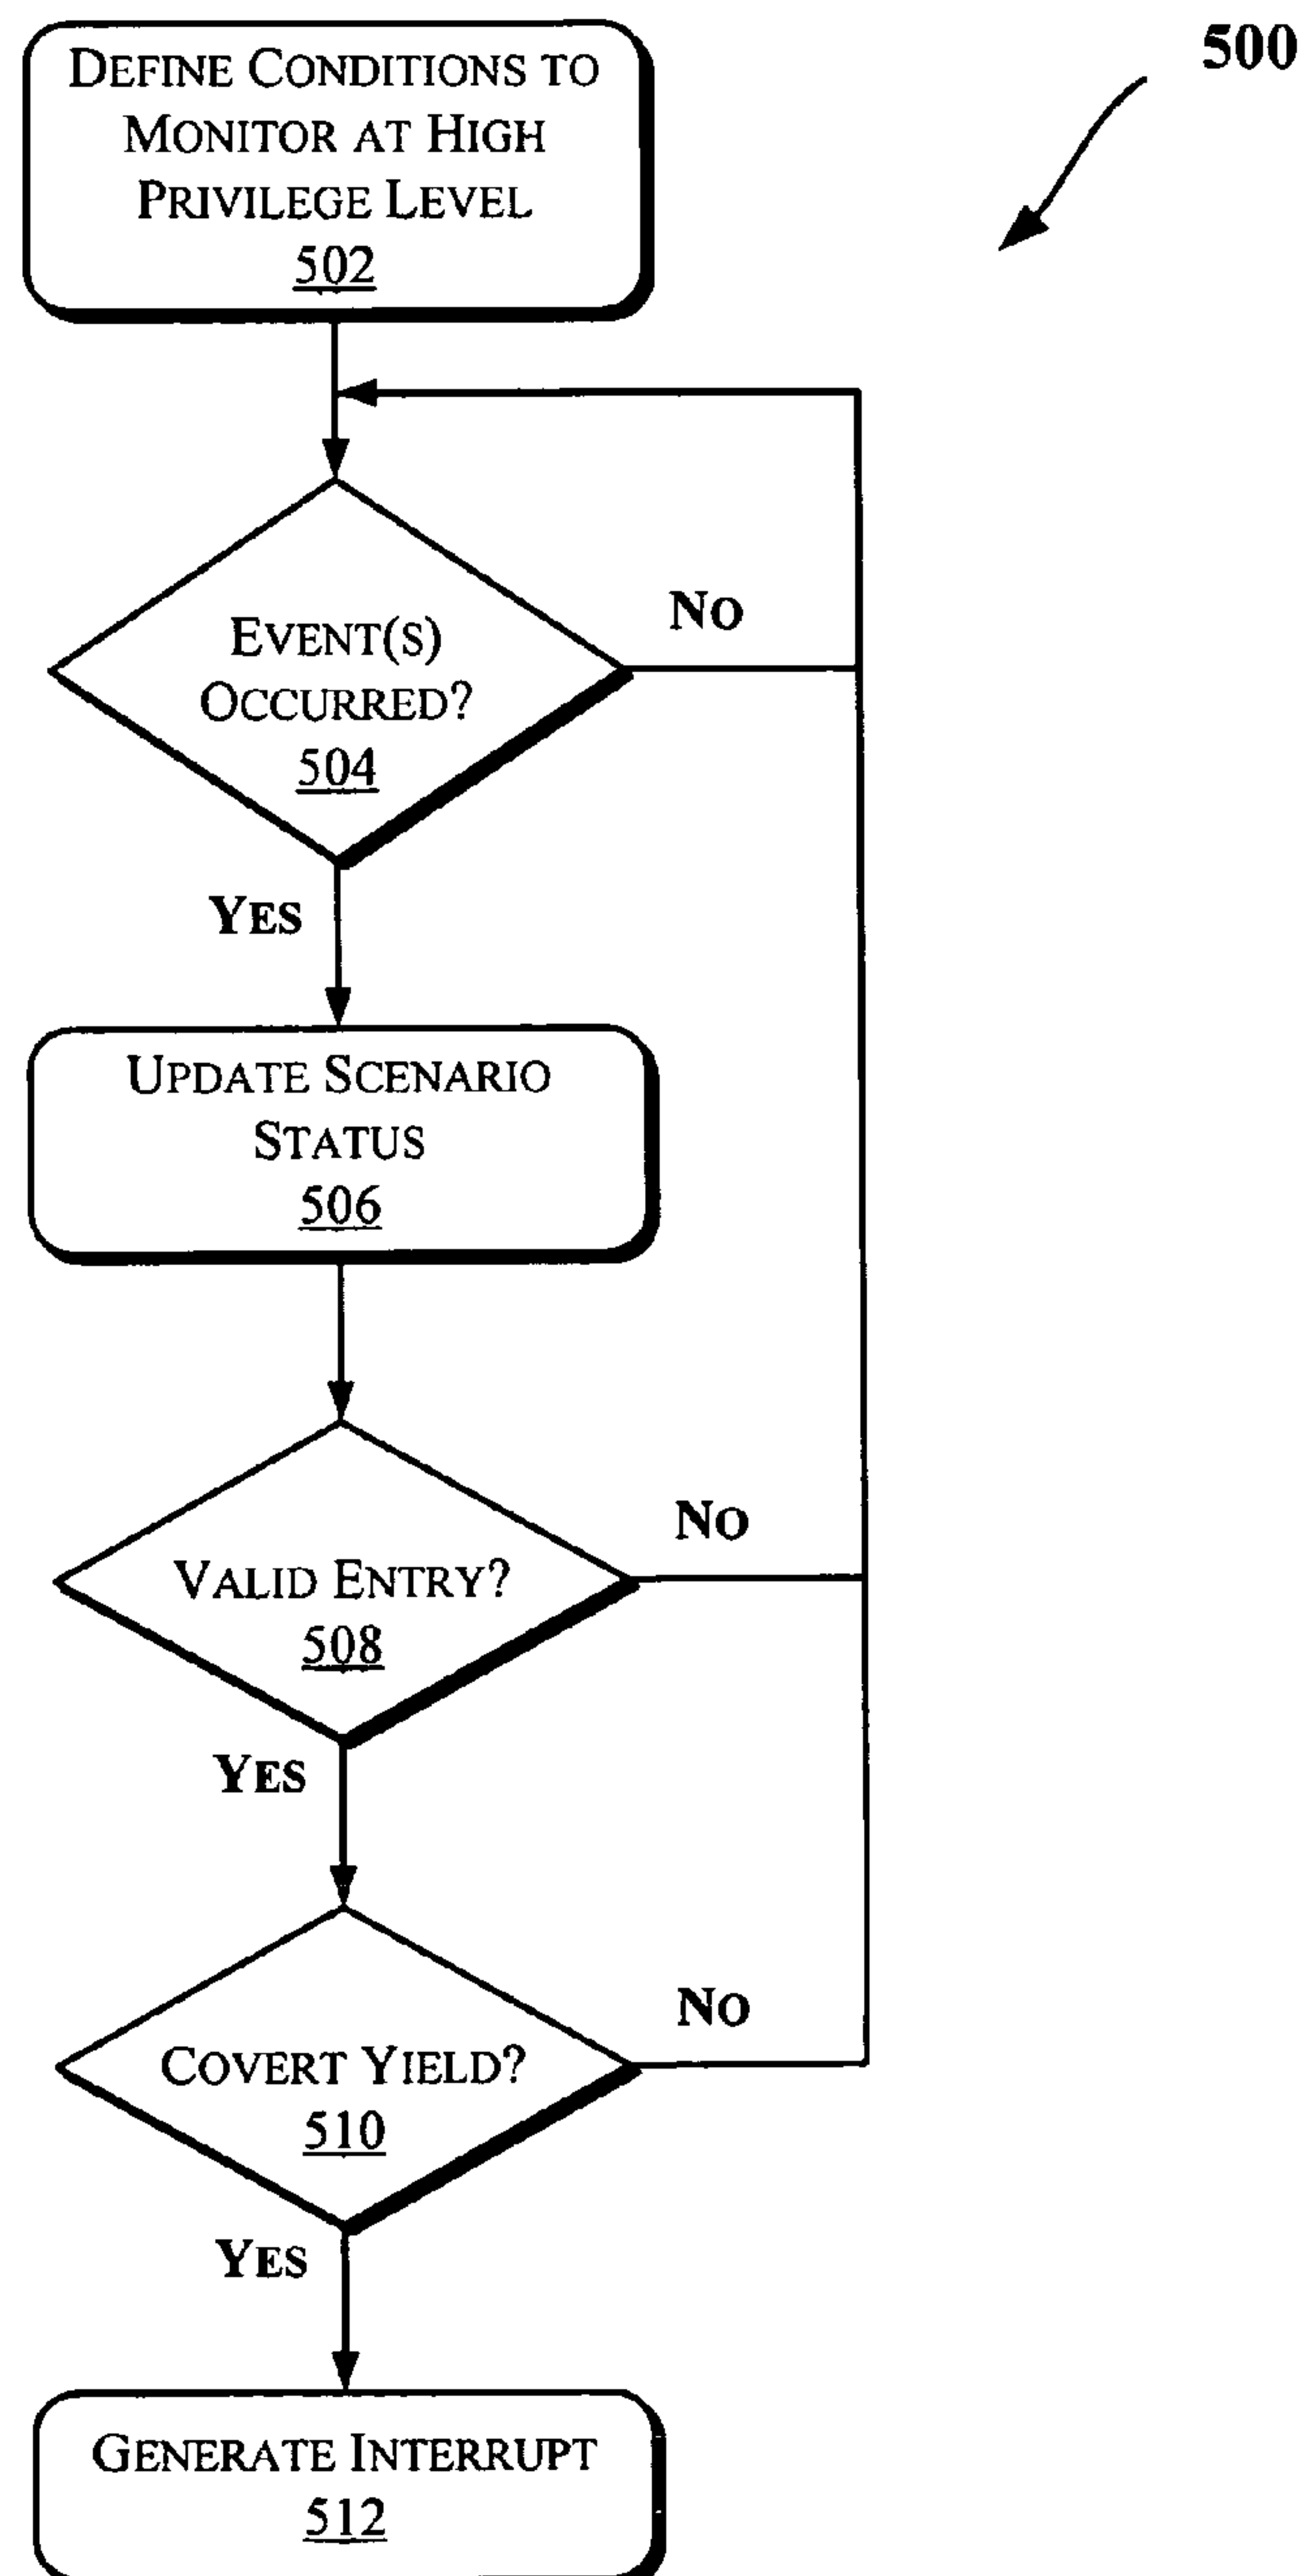 500
DEFINE CONDITIONS TO
MONITOR AT HIGH
PRIVILEGE LEVEL
502
EVENT(S)
OCCURRED?
504
NO
YES
UPDATE SCENARIO
STATUS
506
VALID ENTRY?
508
NO
YES
COVERT YIELD?
510
NO
YES
GENERATE INTERRUPT
512